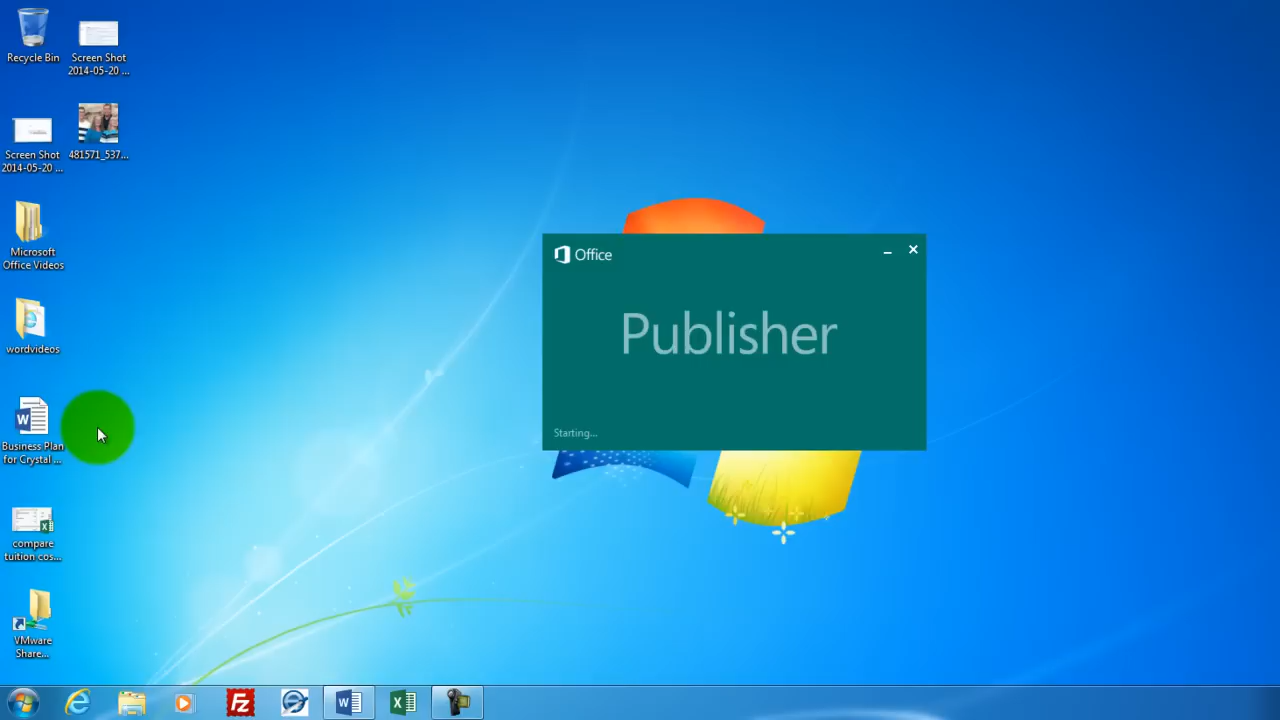 Recycle Bin
Screen Shot
2014-05-20 ...
Screen Shot
2014-05-20 ...
481571_537...
Microsoft
Office Videos
wordvideos
Business Plan
for Crystal ...
compare
tuition cos...
VMware
Share...
Office
Publisher
Starting...